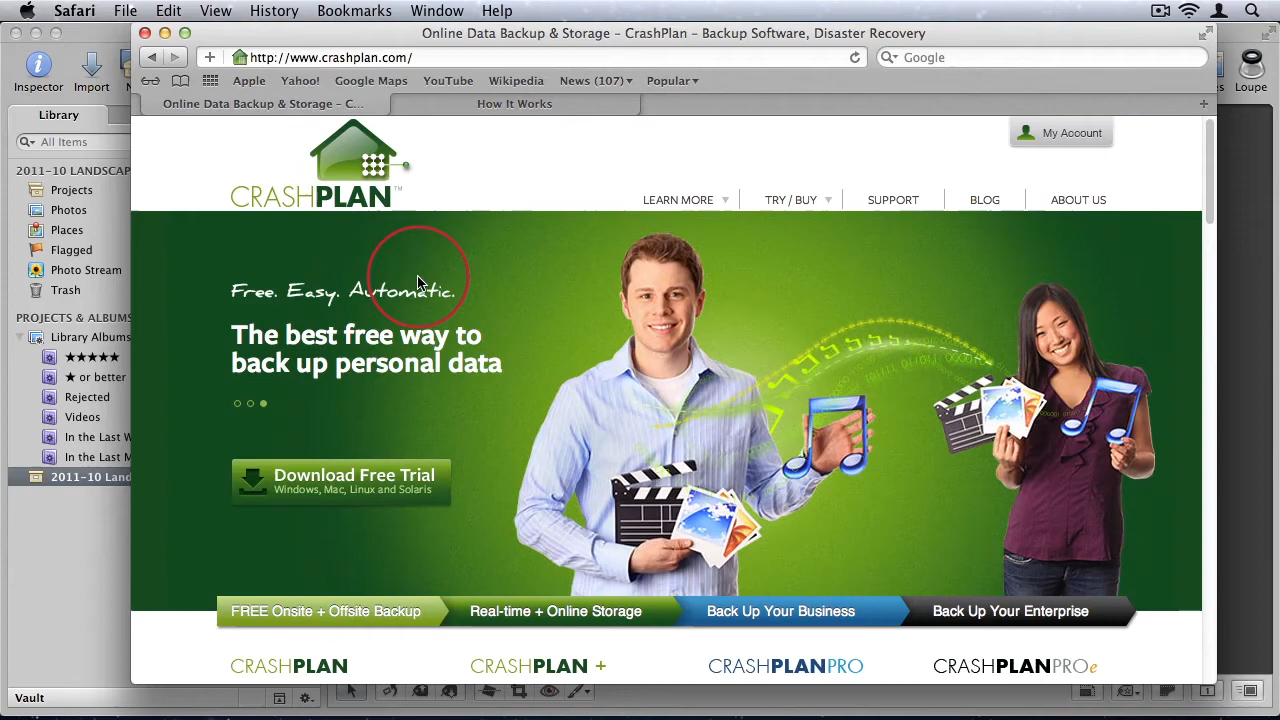 Safari File Edit View History Bookmarks Window Help
Online Data Backup & Storage – CrashPlan – Backup Software, Disaster Recovery
http://www.crashplan.com/
Google
Inspector
Import
Loupe
Apple Yahoo! Google Maps YouTube Wikipedia News (107) Popular
Online Data Backup & Storage – C...
How It Works
Library
All Items
2011-10 LANDSCAP
Projects
Photos
Places
Flagged
Photo Stream
Trash
PROJECTS & ALBUMS
Library Albums
★★★★★
★ or better
Rejected
Videos
In the Last W
In the Last M
2011-10 Land
Vault
My Account
CRASHPLAN™
LEARN MORE
TRY / BUY
SUPPORT
BLOG
ABOUT US
Free. Easy. Automatic.
The best free way to
back up personal data
Download Free Trial
Windows, Mac, Linux and Solaris
FREE Onsite + Offsite Backup
Real-time + Online Storage
Back Up Your Business
Back Up Your Enterprise
CRASHPLAN
CRASHPLAN +
CRASHPLANPRO
CRASHPLANPROe